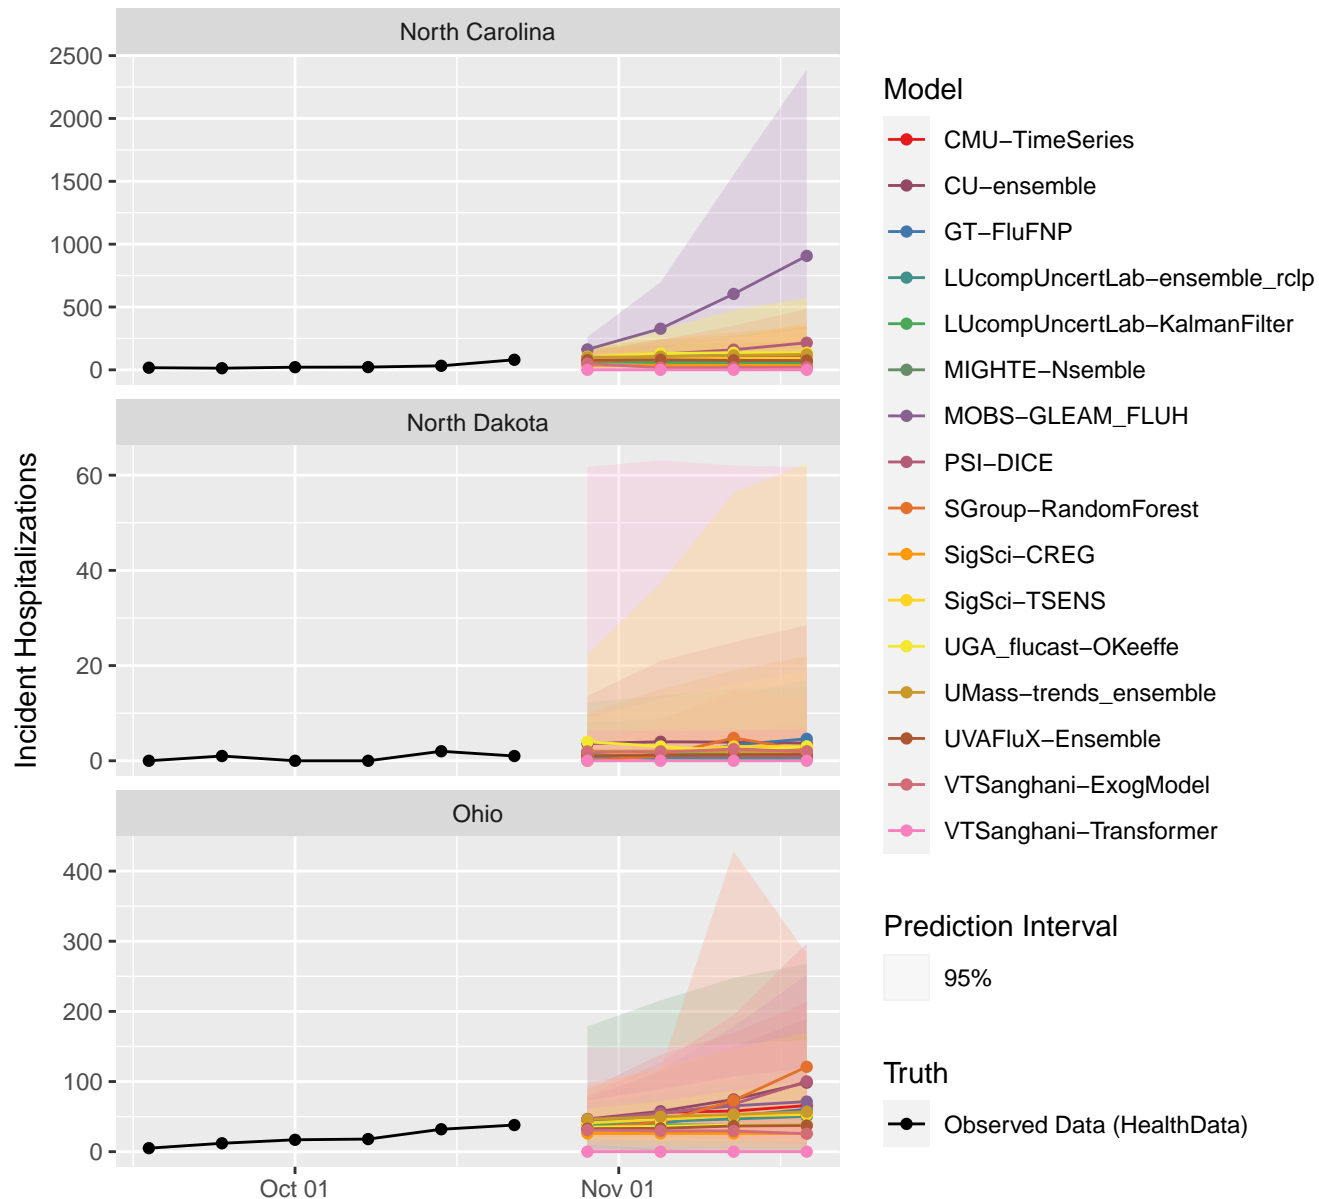 North Carolina
2500
2000
1500
1000
500
0
North Dakota
60
40
20
0
Ohio
400
300
200
100
0
Oct 01
Nov 01
Incident Hospitalizations
Model
CMU−TimeSeries
CU−ensemble
GT−FluFNP
LUcompUncertLab−ensemble_rclp
LUcompUncertLab−KalmanFilter
MIGHTE−Nsemble
MOBS−GLEAM_FLUH
PSI−DICE
SGroup−RandomForest
SigSci−CREG
SigSci−TSENS
UGA_flucast−OKeeffe
UMass−trends_ensemble
UVAFluX−Ensemble
VTSanghani−ExogModel
VTSanghani−Transformer
Prediction Interval
95%
Truth
Observed Data (HealthData)